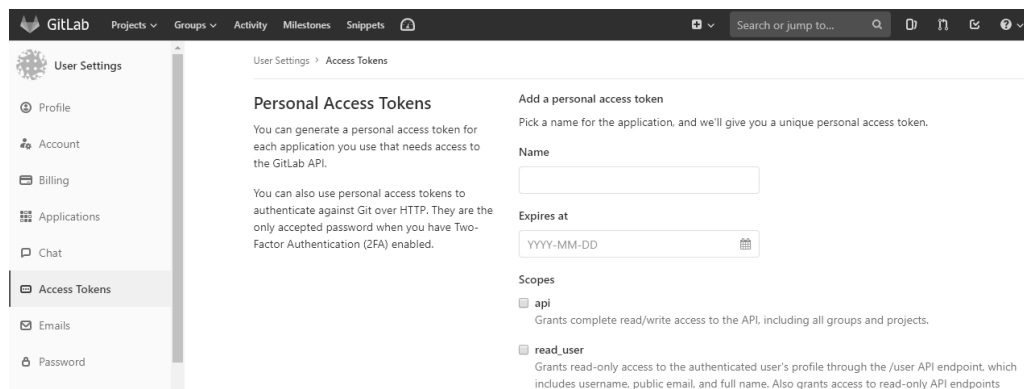 GitLab Projects Groups Activity Milestones Snippets Search or jump to...
User Settings
Profile
Account
Billing
Applications
Chat
Access Tokens
Emails
Password
User Settings > Access Tokens
Personal Access Tokens
You can generate a personal access token for
each application you use that needs access to
the GitLab API.
You can also use personal access tokens to
authenticate against Git over HTTP. They are the
only accepted password when you have Two-
Factor Authentication (2FA) enabled.
Add a personal access token
Pick a name for the application, and we'll give you a unique personal access token.
Name
Expires at
YYYY-MM-DD
Scopes
api
Grants complete read/write access to the API, including all groups and projects.
read_user
Grants read-only access to the authenticated user's profile through the /user API endpoint, which
includes username, public email, and full name. Also grants access to read-only API endpoints